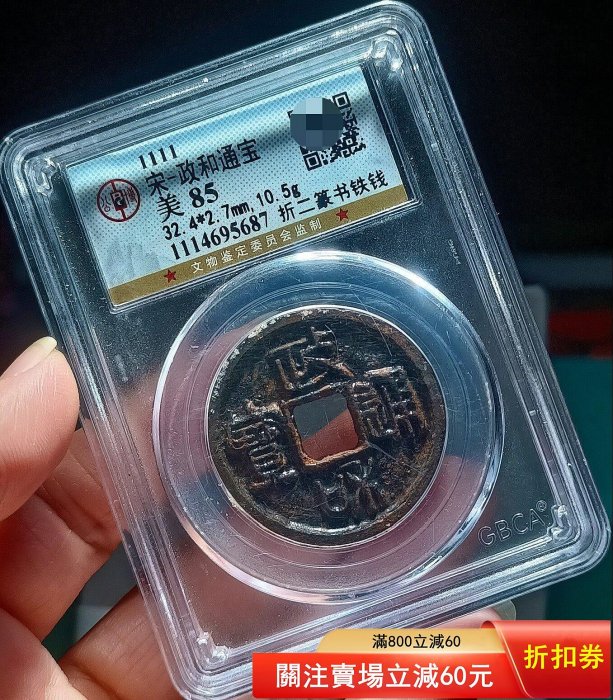 1111
宋-政和通宝
美 85
32.4*2.7mm,10.5g
1114695687 折二篆书铁钱
文物鉴定委员会监制
政和通寶
GBCA®
滿800立減60
關注賣場立減60元
折扣券